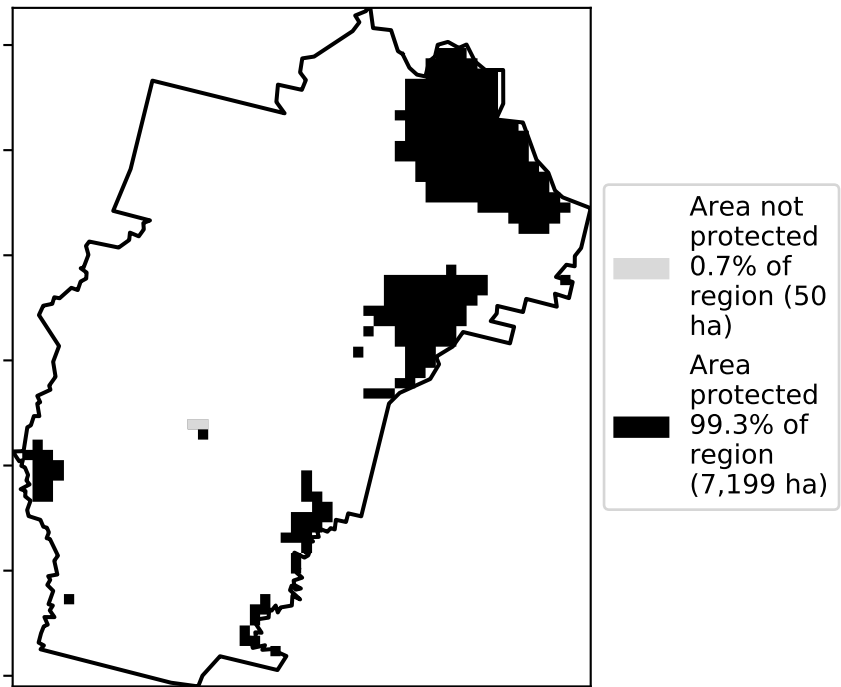 Area not
protected
0.7% of
region (50
ha)
Area
protected
99.3% of
region
(7,199 ha)